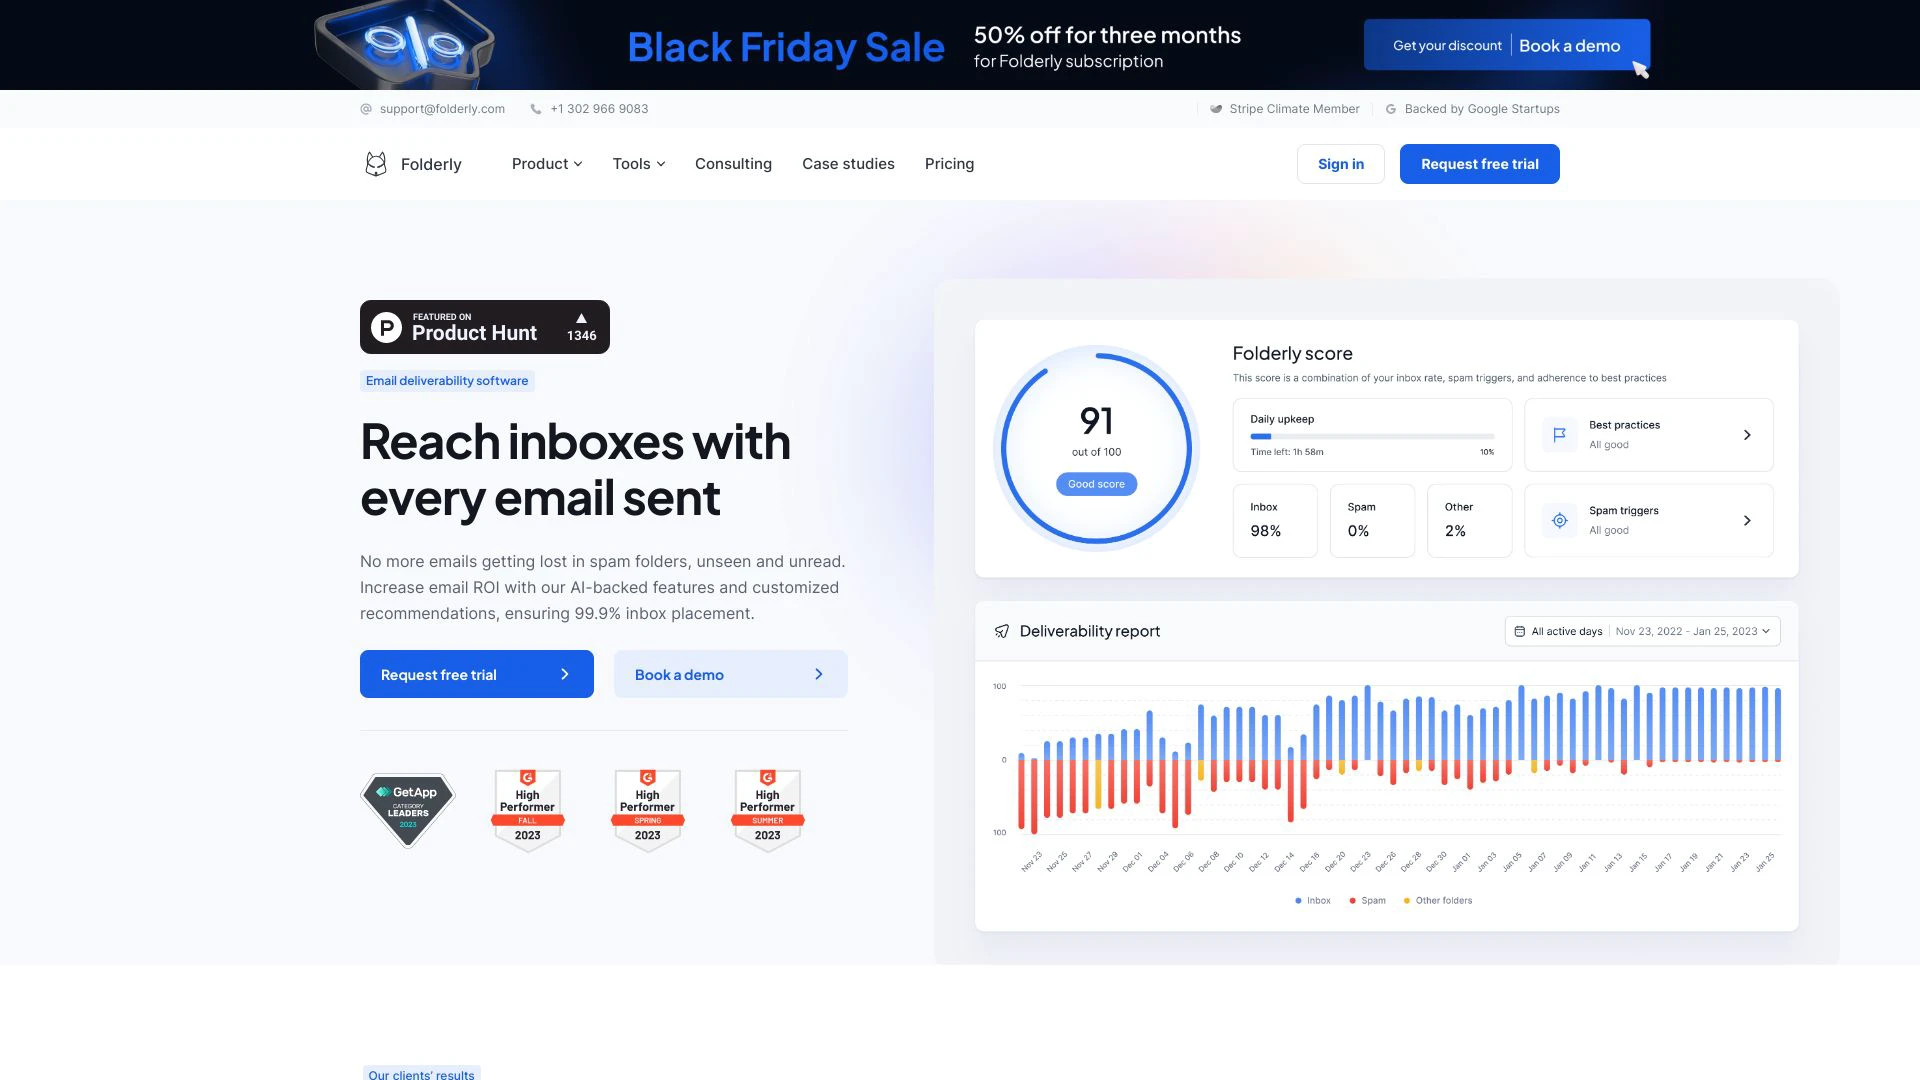 Black Friday Sale
50% off for three months
for Folderly subscription
Get your discount
Book a demo
support@folderly.com
+1 302 966 9083
Stripe Climate Member
Backed by Google Startups
Folderly
Product
Tools
Consulting
Case studies
Pricing
Sign in
Request free trial
FEATURED ON
Product Hunt
1346
Email deliverability software
Reach inboxes with
every email sent
No more emails getting lost in spam folders, unseen and unread.
Increase email ROI with our AI-backed features and customized
recommendations, ensuring 99.9% inbox placement.
Request free trial
Book a demo
GetApp
CATEGORY
LEADERS
2023
High
Performer
FALL
2023
High
Performer
SPRING
2023
High
Performer
SUMMER
2023
91
out of 100
Good score
Folderly score
This score is a combination of your inbox rate, spam triggers, and adherence to best practices
Daily upkeep
Time left: 1h 58m
10%
Best practices
All good
Inbox
98%
Spam
0%
Other
2%
Spam triggers
All good
Deliverability report
All active days
Nov 23, 2022 - Jan 25, 2023
100
0
100
Nov 23
Nov 25
Nov 27
Nov 29
Dec 01
Dec 04
Dec 06
Dec 08
Dec 10
Dec 12
Dec 14
Dec 18
Dec 20
Dec 23
Dec 26
Dec 28
Dec 30
Jan 01
Jan 03
Jan 05
Jan 07
Jan 09
Jan 11
Jan 13
Jan 15
Jan 17
Jan 19
Jan 21
Jan 23
Jan 25
Inbox
Spam
Other folders
Our clients' results